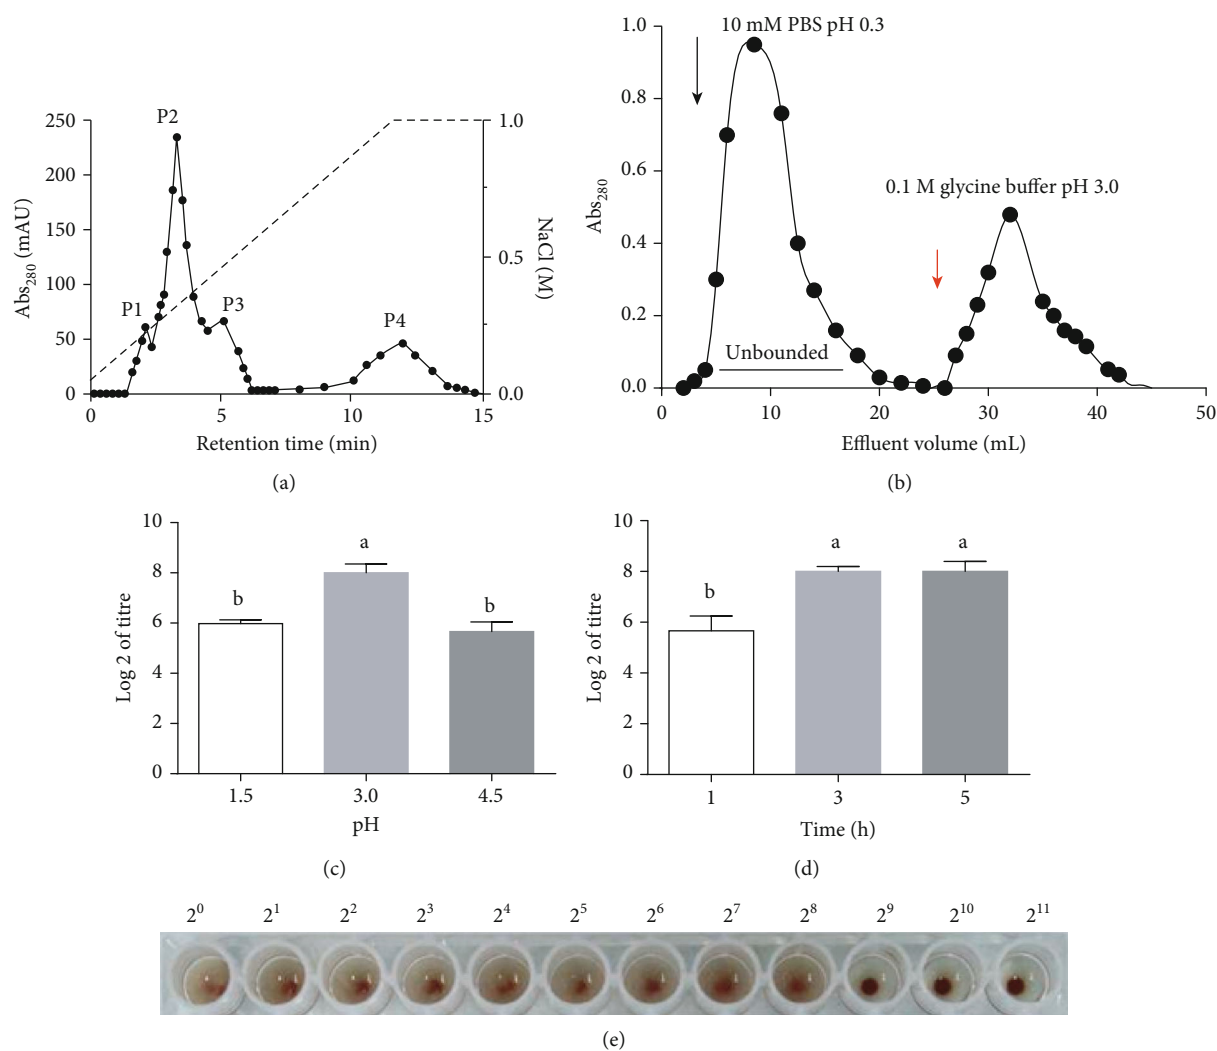 10 mM PBS pH 0.3
1.0
0.8
0.6
0.4
0.2
0.0
Abs280
0.1 M glycine buffer pH 3.0
Unbounded
0 10 20 30 40 50
Effluent volume (mL)
(b)
P2
P1
P3
P4
250
200
150
100
50
0
Abs280 (mAU)
1.0
0.5
0.0
NaCl (M)
0 5 10 15
Retention time (min)
(a)
10
8
6
4
2
0
Log 2 of titre
b a b
1.5 3.0 4.5
pH
(c)
10
8
6
4
2
0
Log 2 of titre
b a a
1 3 5
Time (h)
(d)
2^0 2^1 2^2 2^3 2^4 2^5 2^6 2^7 2^8 2^9 2^10 2^11
(e)